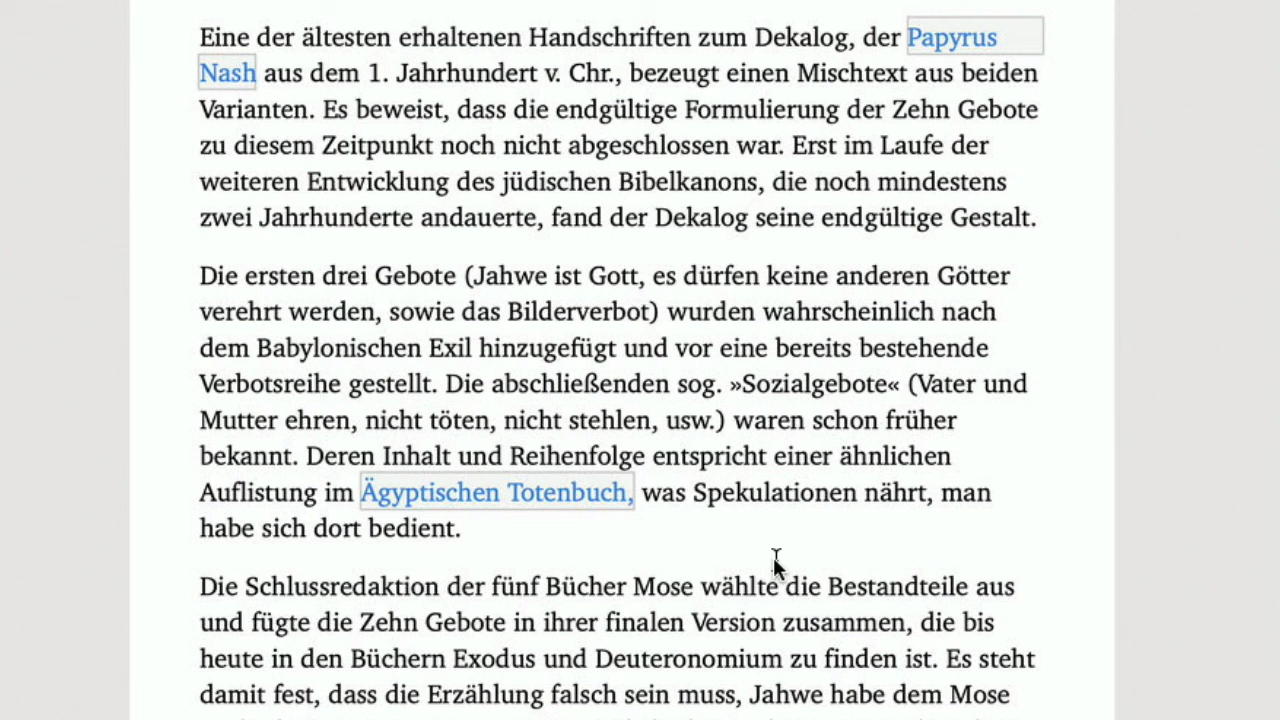 Eine der ältesten erhaltenen Handschriften zum Dekalog, der Papyrus
Nash aus dem 1. Jahrhundert v. Chr., bezeugt einen Mischtext aus beiden
Varianten. Es beweist, dass die endgültige Formulierung der Zehn Gebote
zu diesem Zeitpunkt noch nicht abgeschlossen war. Erst im Laufe der
weiteren Entwicklung des jüdischen Bibelkanons, die noch mindestens
zwei Jahrhunderte andauerte, fand der Dekalog seine endgültige Gestalt.
Die ersten drei Gebote (Jahwe ist Gott, es dürfen keine anderen Götter
verehrt werden, sowie das Bilderverbot) wurden wahrscheinlich nach
dem Babylonischen Exil hinzugefügt und vor eine bereits bestehende
Verbotsreihe gestellt. Die abschließenden sog. »Sozialgebote« (Vater und
Mutter ehren, nicht töten, nicht stehlen, usw.) waren schon früher
bekannt. Deren Inhalt und Reihenfolge entspricht einer ähnlichen
Auflistung im Ägyptischen Totenbuch, was Spekulationen nährt, man
habe sich dort bedient.
Die Schlussredaktion der fünf Bücher Mose wählte die Bestandteile aus
und fügte die Zehn Gebote in ihrer finalen Version zusammen, die bis
heute in den Büchern Exodus und Deuteronomium zu finden ist. Es steht
damit fest, dass die Erzählung falsch sein muss, Jahwe habe dem Mose